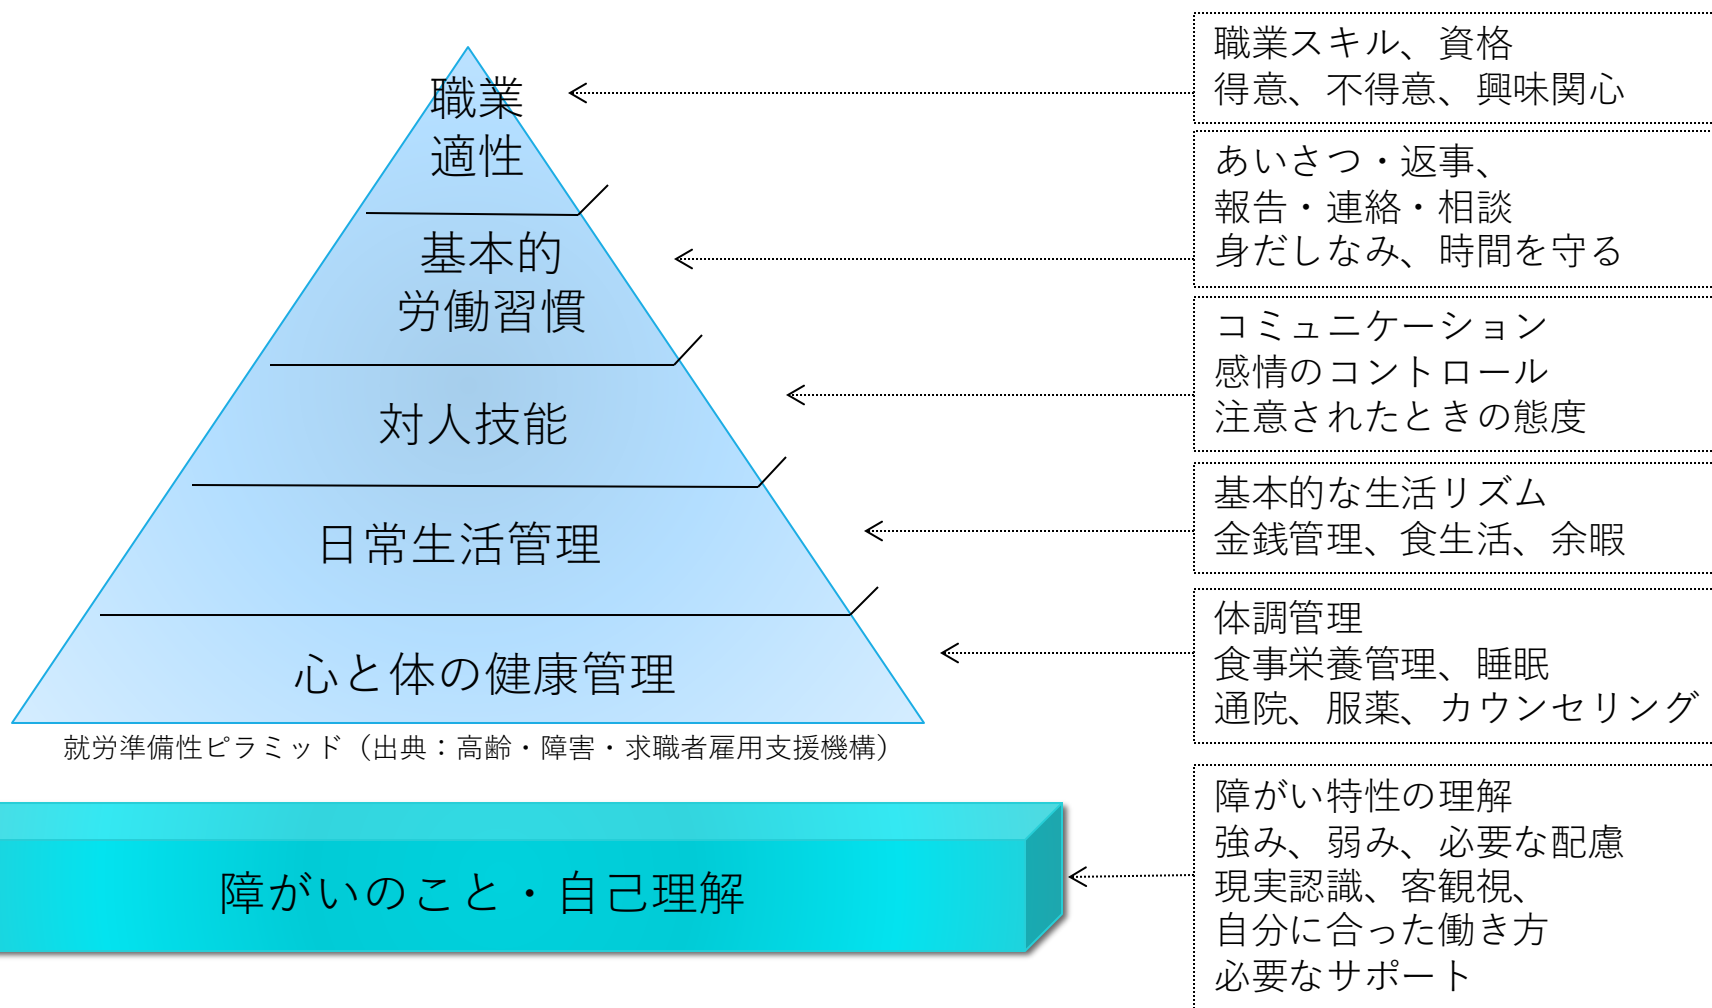 職業
適性
職業スキル、資格
得意、不得意、興味関心
基本的
労働習慣
あいさつ・返事、
報告・連絡・相談
身だしなみ、時間を守る
対人技能
コミュニケーション
感情のコントロール
注意されたときの態度
日常生活管理
基本的な生活リズム
金銭管理、食生活、余暇
心と体の健康管理
体調管理
食事栄養管理、睡眠
通院、服薬、カウンセリング
就労準備性ピラミッド（出典：高齢・障害・求職者雇用支援機構）
障がいのこと・自己理解
障がい特性の理解
強み、弱み、必要な配慮
現実認識、客観視、
自分に合った働き方
必要なサポート